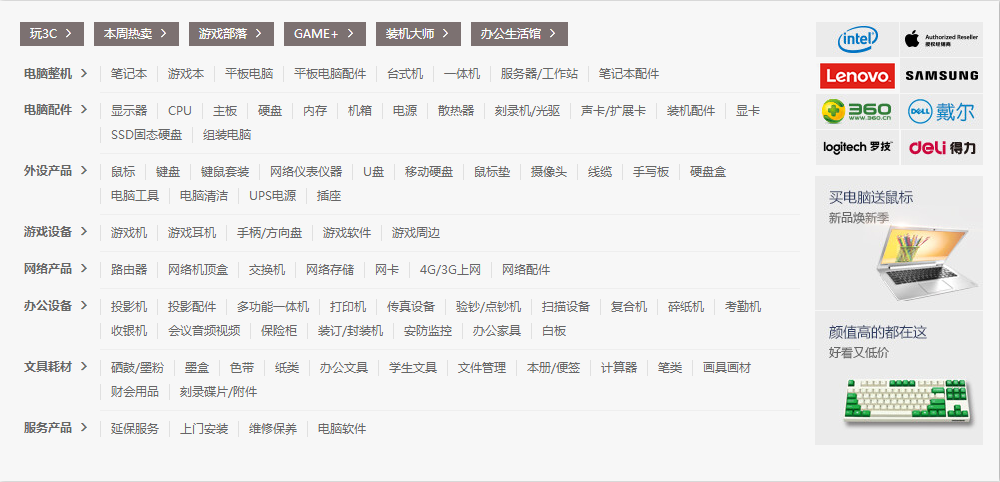 玩3C 本周热卖 游戏部落 GAME+ 装机大师 办公生活馆
电脑整机 笔记本 游戏本 平板电脑 平板电脑配件 台式机 一体机 服务器/工作站 笔记本配件
电脑配件 显示器 CPU 主板 硬盘 内存 机箱 电源 散热器 刻录机/光驱 声卡/扩展卡 装机配件 显卡
SSD固态硬盘 组装电脑
外设产品 鼠标 键盘 键鼠套装 网络仪表仪器 U盘 移动硬盘 鼠标垫 摄像头 线缆 手写板 硬盘盒
电脑工具 电脑清洁 UPS电源 插座
游戏设备 游戏机 游戏耳机 手柄/方向盘 游戏软件 游戏周边
网络产品 路由器 网络机顶盒 交换机 网络存储 网卡 4G/3G上网 网络配件
办公设备 投影机 投影配件 多功能一体机 打印机 传真设备 验钞/点钞机 扫描设备 复合机 碎纸机 考勤机
收银机 会议音频视频 保险柜 装订/封装机 安防监控 办公家具 白板
文具耗材 硒鼓/墨粉 墨盒 色带 纸类 办公文具 学生文具 文件管理 本册/便签 计算器 笔类 画具画材
财会用品 刻录碟片/附件
服务产品 延保服务 上门安装 维修保养 电脑软件
intel Authorized Reseller
授权经销商
Lenovo SAMSUNG
360 DELL 戴尔
www.360.cn
logitech 罗技 deli 得力
买电脑送鼠标
新品焕新季
颜值高的都在这
好看又低价